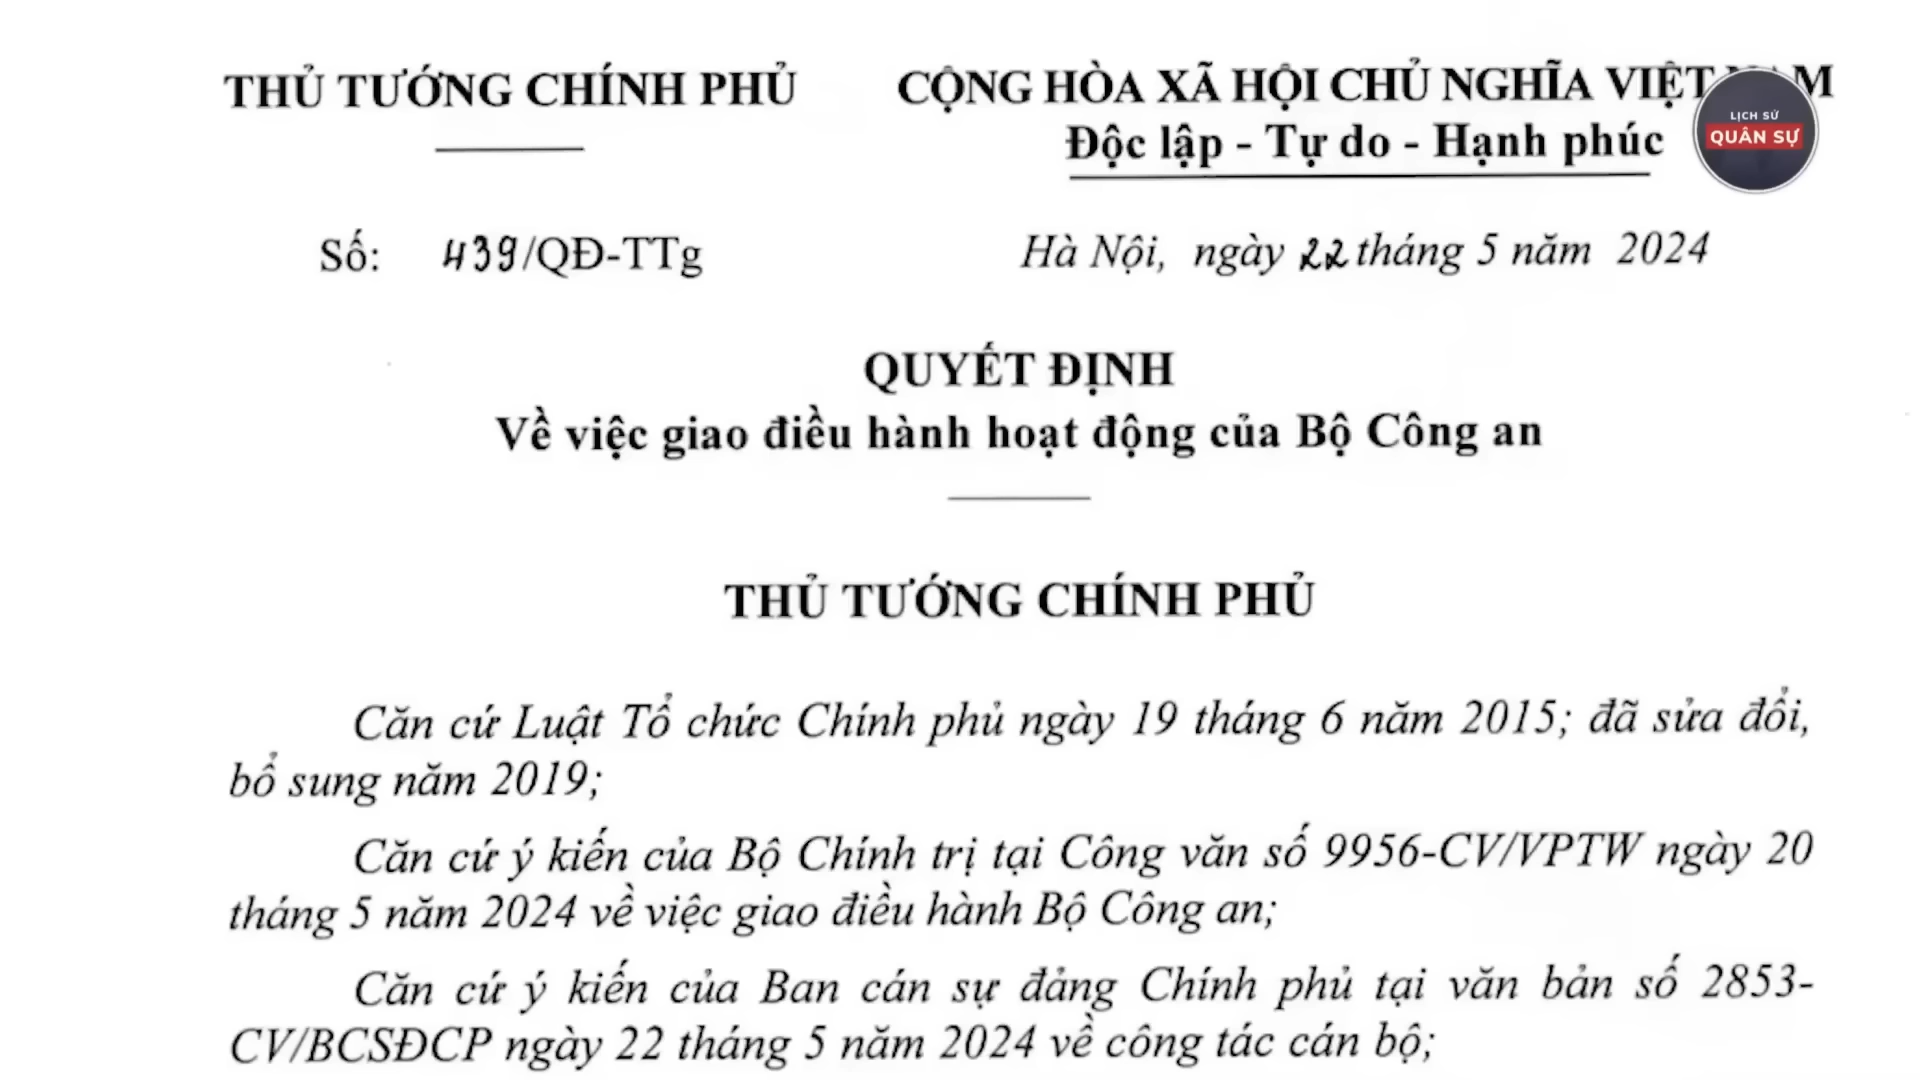 THỦ TƯỚNG CHÍNH PHỦ
CỘNG HÒA XÃ HỘI CHỦ NGHĨA VIỆT NAM
Độc lập - Tự do - Hạnh phúc
LỊCH SỬ
QUÂN SỰ
Số: 439/QĐ-TTg
Hà Nội, ngày 22 tháng 5 năm 2024
QUYẾT ĐỊNH
Về việc giao điều hành hoạt động của Bộ Công an
THỦ TƯỚNG CHÍNH PHỦ
Căn cứ Luật Tổ chức Chính phủ ngày 19 tháng 6 năm 2015; đã sửa đổi,
bổ sung năm 2019;
Căn cứ ý kiến của Bộ Chính trị tại Công văn số 9956-CV/VPTW ngày 20
tháng 5 năm 2024 về việc giao điều hành Bộ Công an;
Căn cứ ý kiến của Ban cán sự đảng Chính phủ tại văn bản số 2853-
CV/BCSĐCP ngày 22 tháng 5 năm 2024 về công tác cán bộ;